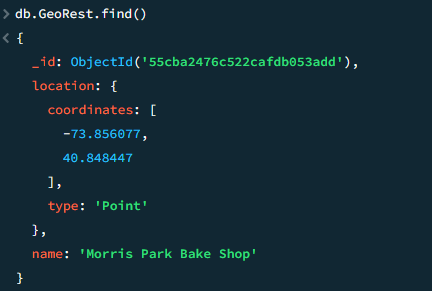 > db.GeoRest.find()
< {
_id: ObjectId('55cba2476c522cafdb053add'),
location: {
coordinates: [
-73.856077,
40.848447
],
type: 'Point'
},
name: 'Morris Park Bake Shop'
}